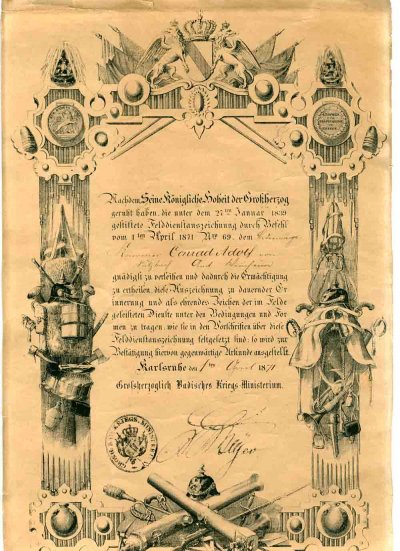 Nachdem Seine Königliche Hoheit der Großherzog
geruht haben, die unter dem 27ten Januar 1839
gestiftete Felddienstauszeichnung durch Befehl
vom 1ten April 1871 Nro 69. dem
Conrad Adolf von
gnädigst zu verleihen und dadurch die Ermächtigung
zu ertheilen, diese Auszeichnung zu dauernder Er-
innerung und als ehrendes Zeichen der im Felde
geleisteten Dienste unter den Bedingungen und For-
men zu tragen, wie sie in den Vorschriften über diese
Felddienstauszeichnung festgesetzt sind: so wird zur
Bestätigung hiervon gegenwärtige Urkunde ausgestellt.
Karlsruhe den 1ten April 1871
Großherzoglich Badisches Kriegs-Ministerium.